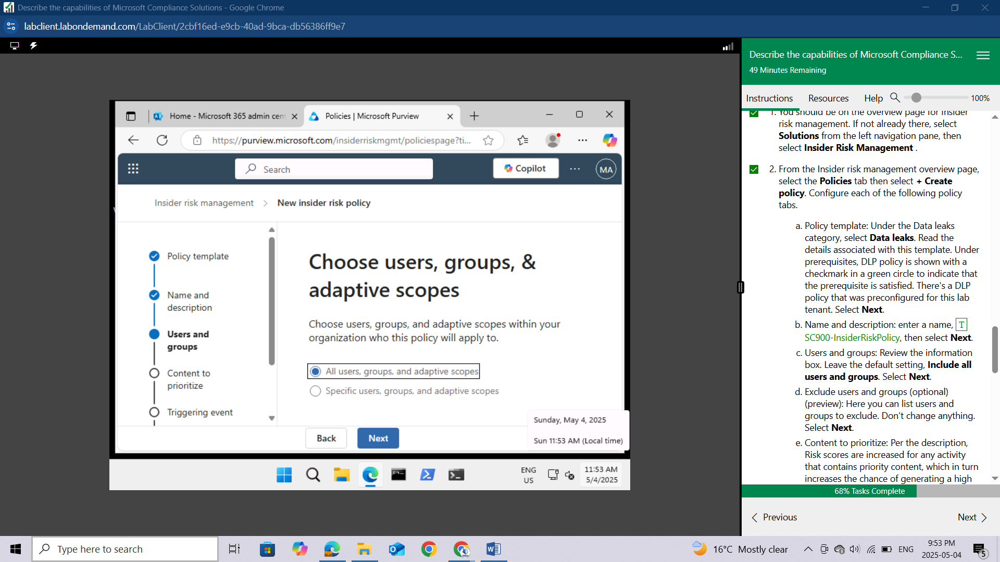 Describe the capabilities of Microsoft Compliance Solutions - Google Chrome
labclient.labondemand.com/LabClient/2cbf16ed-e9cb-40ad-9bca-db56386ff9e7
Home - Microsoft 365 admin cent
Policies | Microsoft Purview
https://purview.microsoft.com/insiderriskmgmt/policiespage?ti...
Search
Copilot
MA
Insider risk management > New insider risk policy
Policy template
Name and
description
Users and
groups
Content to
prioritize
Triggering event
Choose users, groups, &
adaptive scopes
Choose users, groups, and adaptive scopes within your
organization who this policy will apply to.
All users, groups, and adaptive scopes
Specific users, groups, and adaptive scopes
Back
Next
Sunday, May 4, 2025
Sun 11:53 AM (Local time)
ENG
US
11:53 AM
5/4/2025
Describe the capabilities of Microsoft Compliance S...
49 Minutes Remaining
Instructions Resources Help 100%
1. You should be on the overview page for Insider
risk management. If not already there, select
Solutions from the left navigation pane, then
select Insider Risk Management .
2. From the Insider risk management overview page,
select the Policies tab then select + Create
policy. Configure each of the following policy
tabs.
a. Policy template: Under the Data leaks
category, select Data leaks. Read the
details associated with this template. Under
prerequisites, DLP policy is shown with a
checkmark in a green circle to indicate that
the prerequisite is satisfied. There's a DLP
policy that was preconfigured for this lab
tenant. Select Next.
b. Name and description: enter a name, T
SC900-InsiderRiskPolicy, then select Next.
c. Users and groups: Review the information
box. Leave the default setting, Include all
users and groups. Select Next.
d. Exclude users and groups (optional)
(preview): Here you can list users and
groups to exclude. Don't change anything.
Select Next.
e. Content to prioritize: Per the description,
Risk scores are increased for any activity
that contains priority content, which in turn
increases the chance of generating a high
68% Tasks Complete
Previous
Next
Type here to search
16°C Mostly clear
ENG
9:53 PM
2025-05-04
5